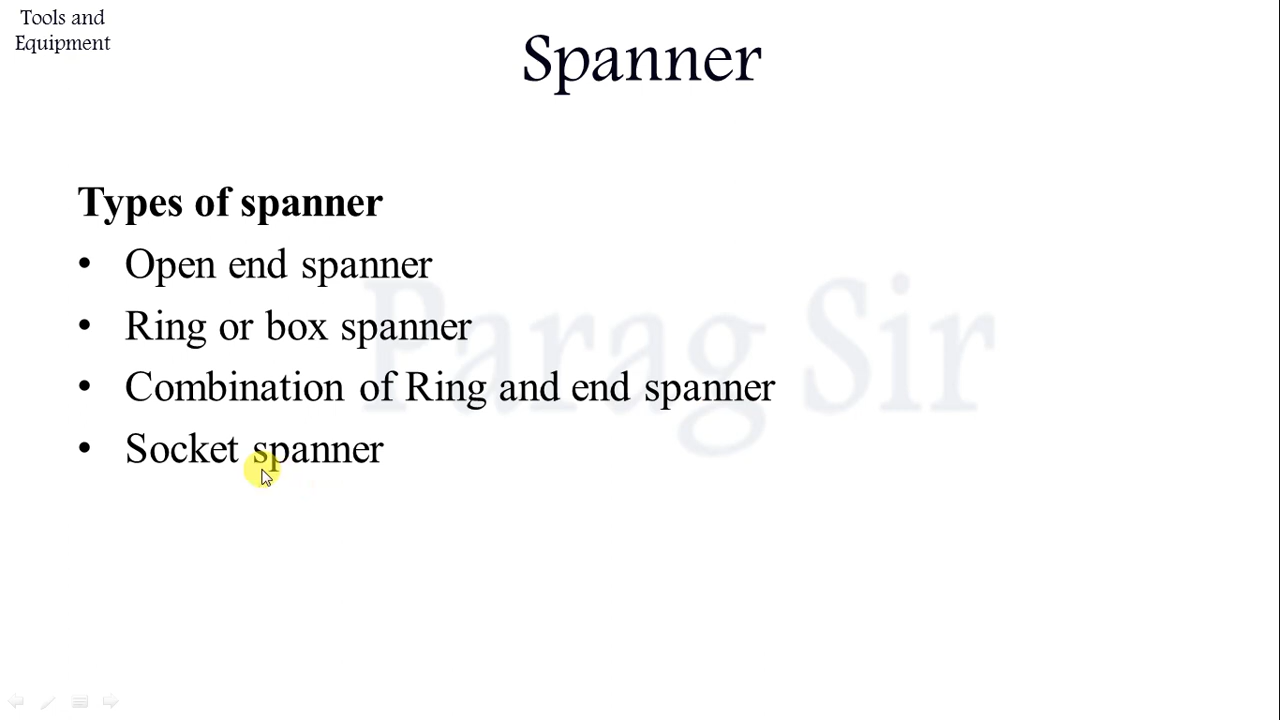 Tools and
Equipment
Spanner
Types of spanner
• Open end spanner
• Ring or box spanner
• Combination of Ring and end spanner
• Socket spanner
Parag Sir